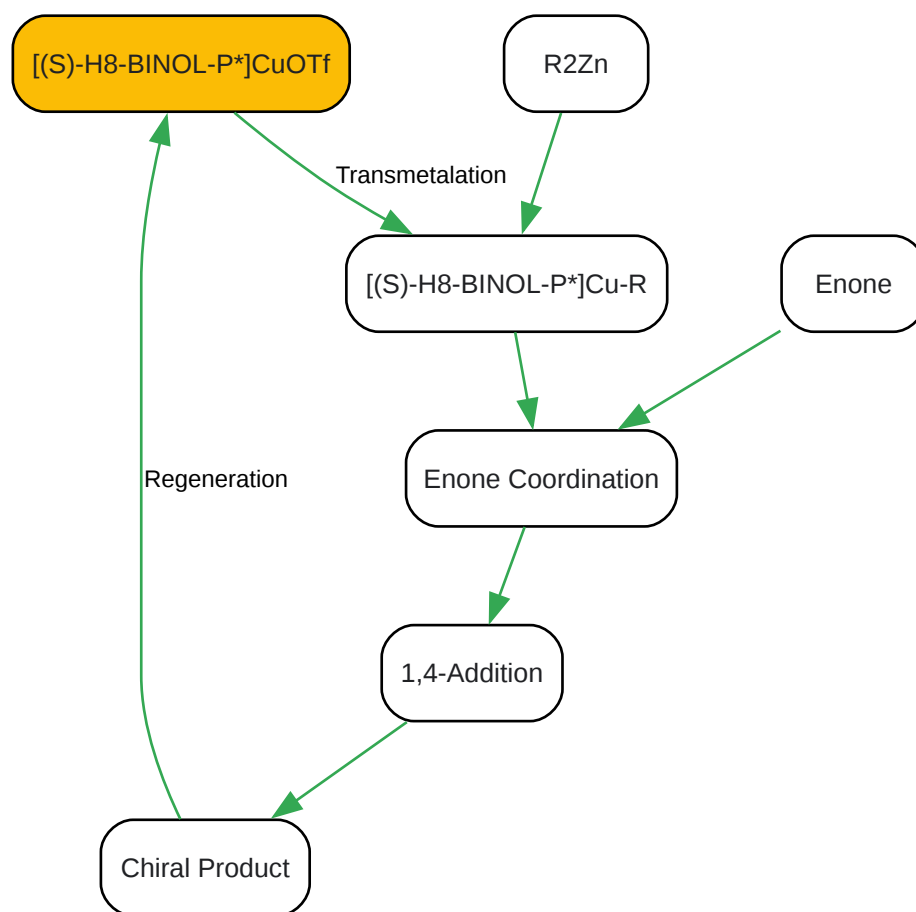 [(S)-H8-BINOL-P*]CuOTf
R2Zn
Transmetalation
[(S)-H8-BINOL-P*]Cu-R
Enone
Enone Coordination
Regeneration
1,4-Addition
Chiral Product